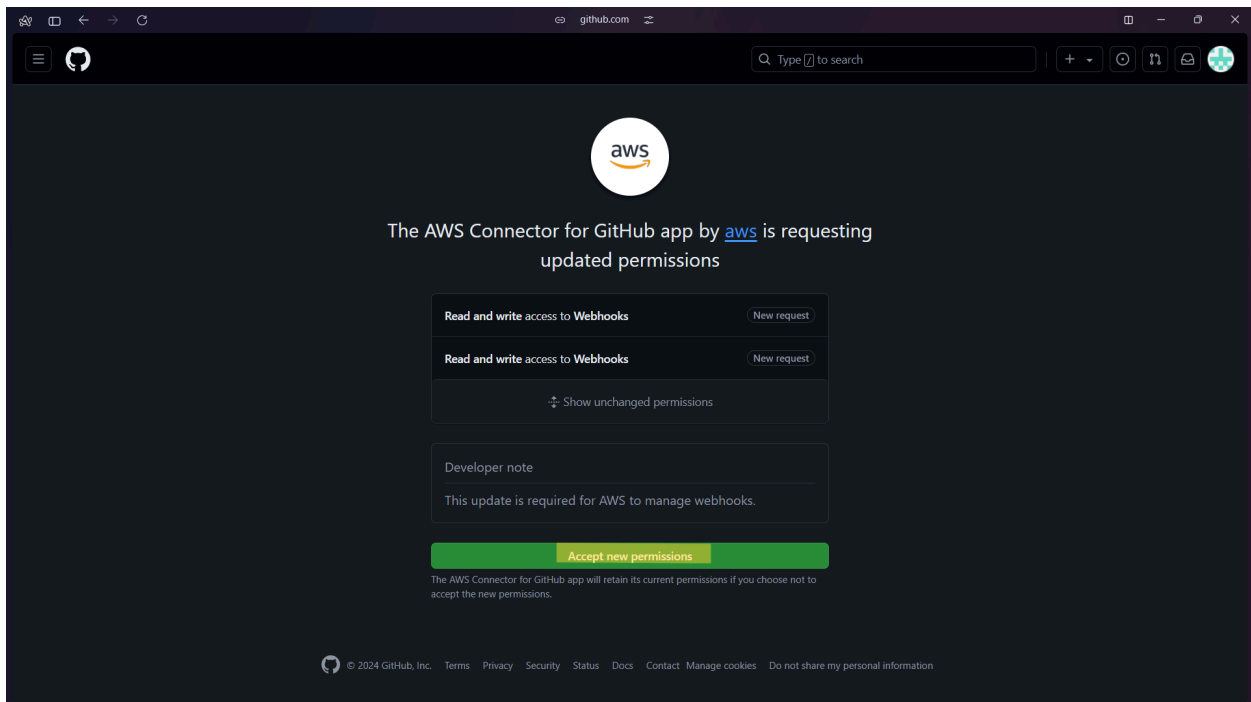 github.com
Type / to search
aws
The AWS Connector for GitHub app by aws is requesting
updated permissions
Read and write access to Webhooks New request
Read and write access to Webhooks New request
Show unchanged permissions
Developer note
This update is required for AWS to manage webhooks.
Accept new permissions
The AWS Connector for GitHub app will retain its current permissions if you choose not to
accept the new permissions.
© 2024 GitHub, Inc. Terms Privacy Security Status Docs Contact Manage cookies Do not share my personal information